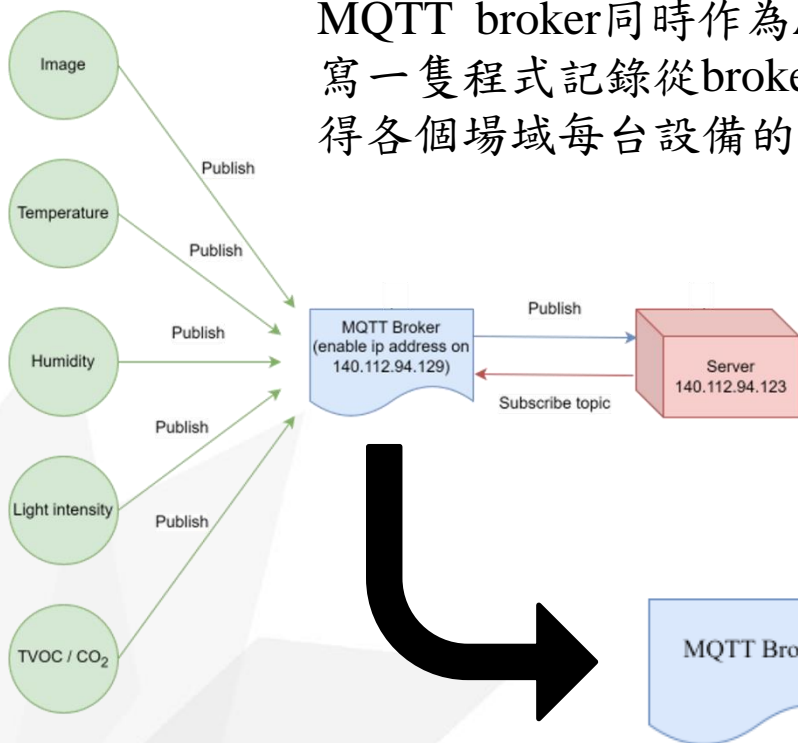 MQTT broker同時作為
寫一隻程式記錄從broke
得各個場域每台設備的
Image
Publish
Temperature
Publish
Publish
MQTT Broker
(enable ip address on
140.112.94.129)
Publish
Server
140.112.94.123
Humidity
Subscribe topic
Publish
Light intensity
Publish
TVOC / CO₂
MQTT Bro